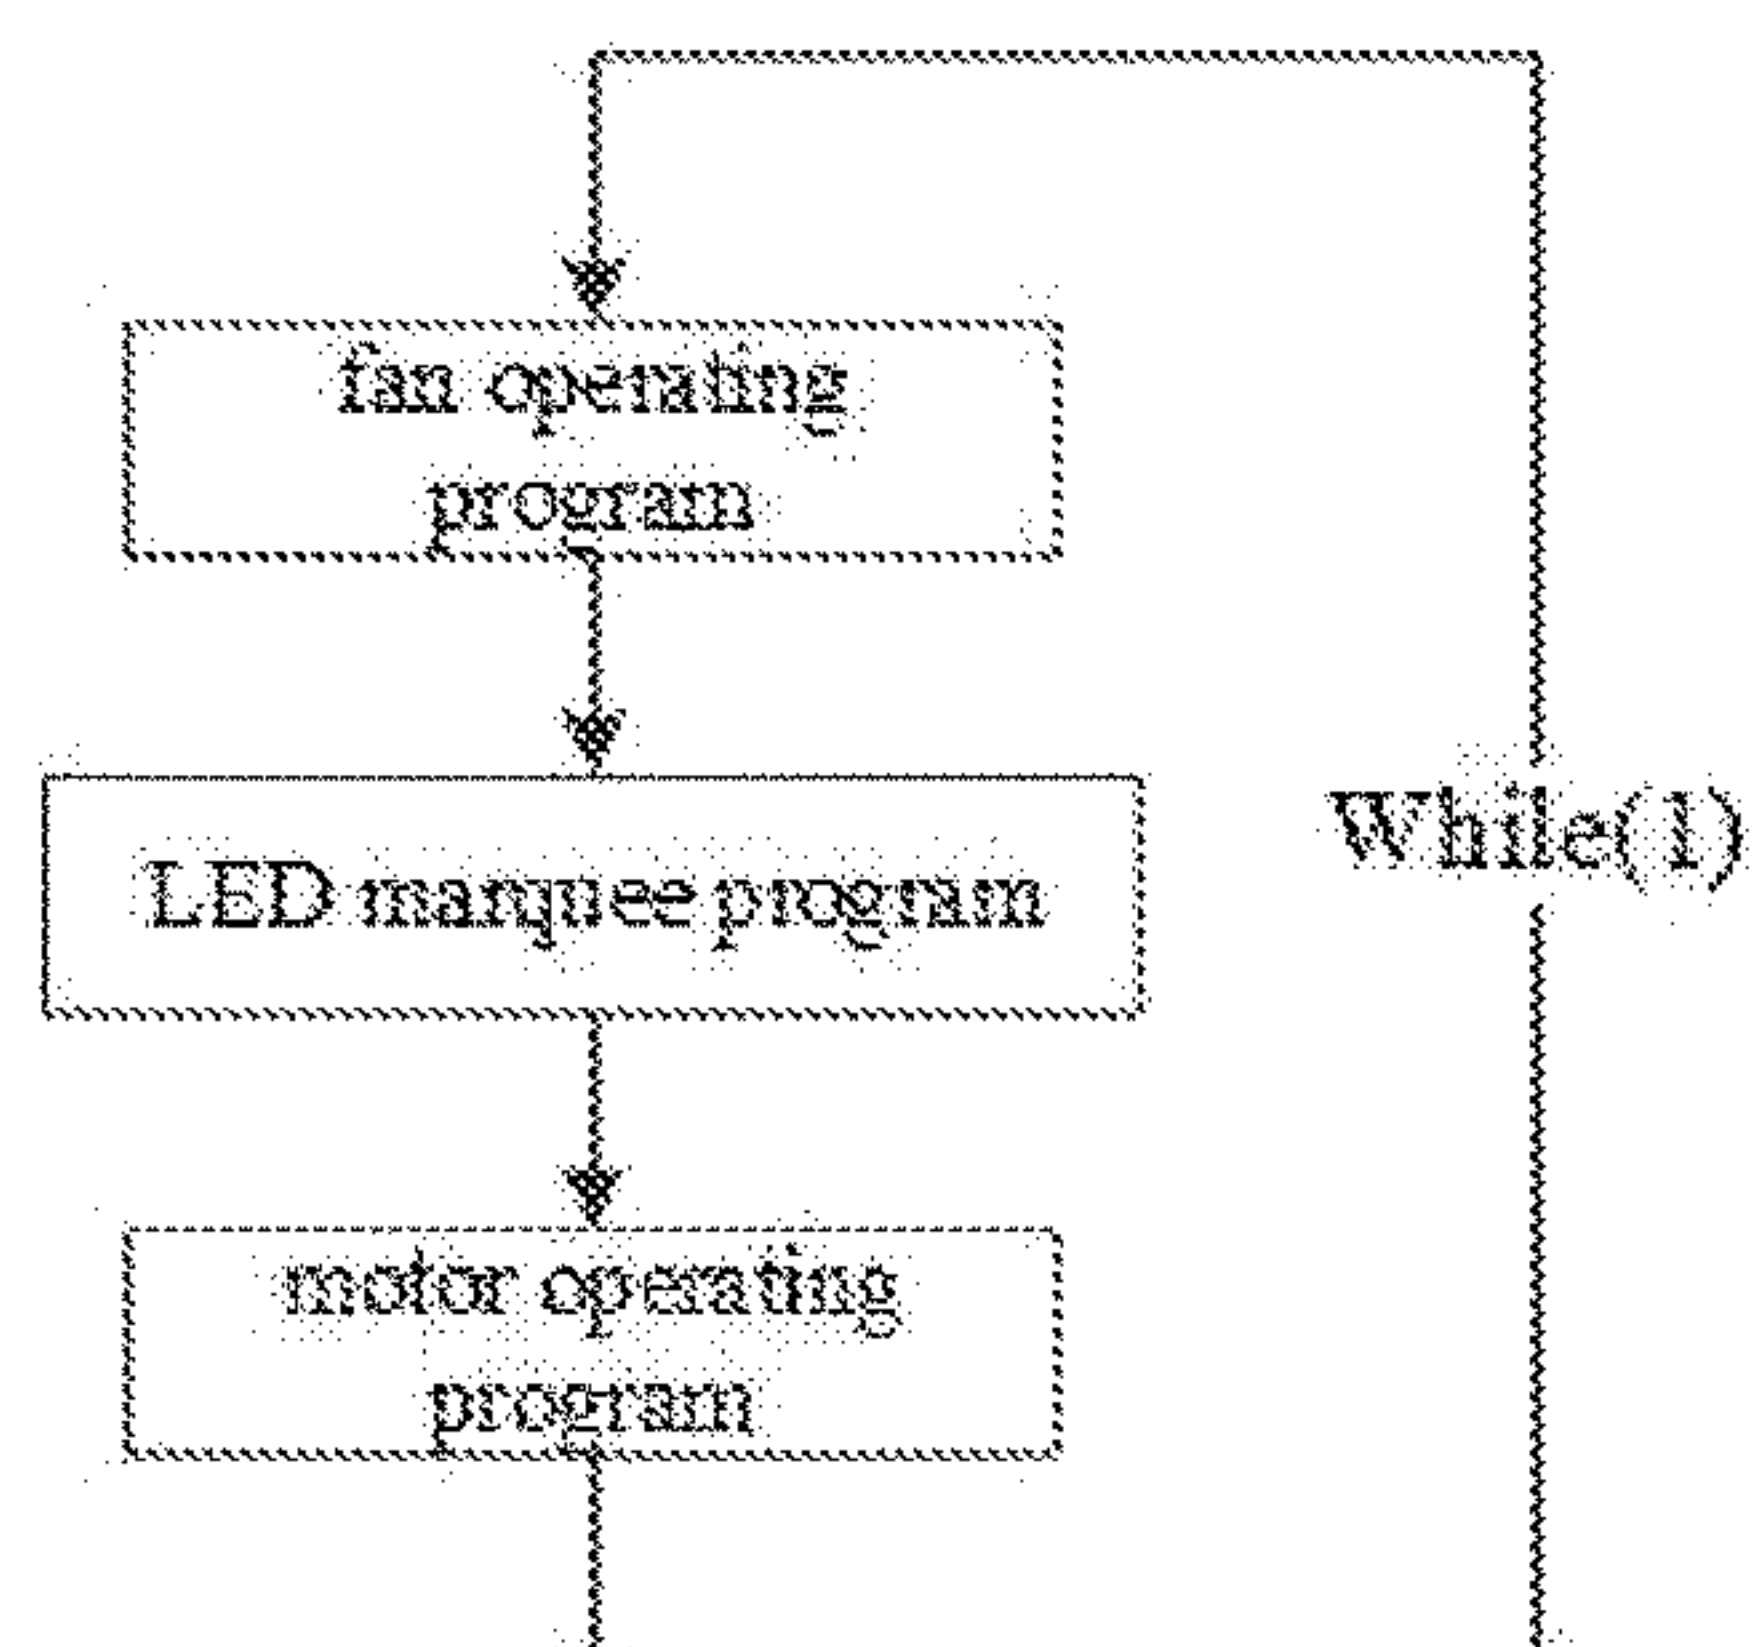 fan operating
program
LED marquee program
While(1)
motor operating
program